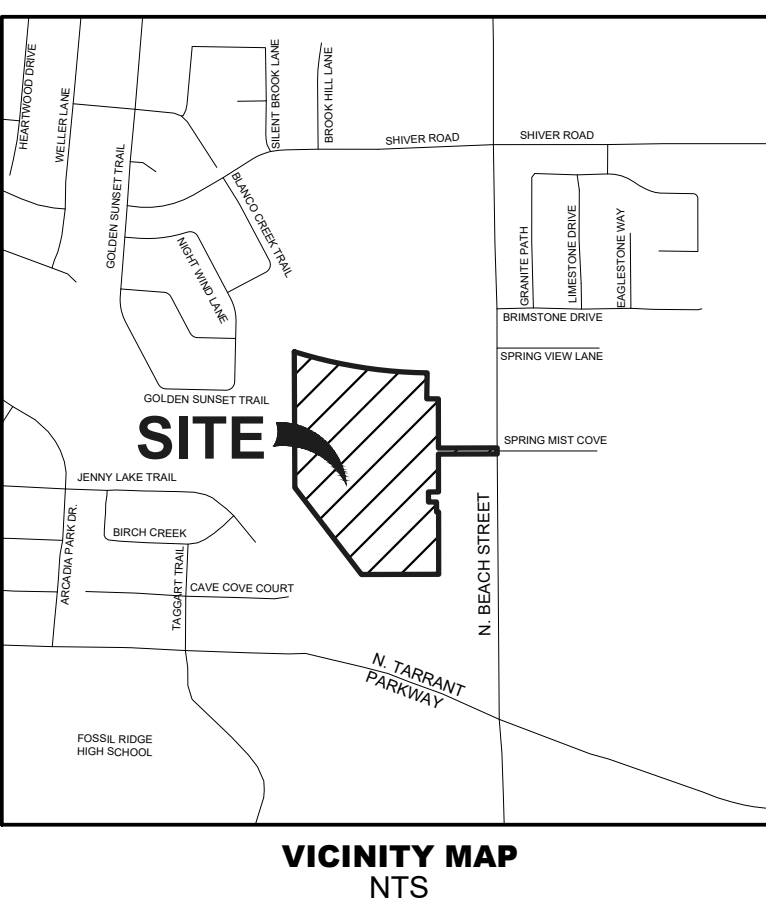 HEARTWOOD DRIVE
WELLER LANE
GOLDEN SUNSET TRAIL
SILENT BROOK LANE
BROOK HILL LANE
SHIVER ROAD
SHIVER ROAD
BLANCO CREEK TRAIL
NIGHT WIND LANE
GRANITE PATH
LIMESTONE DRIVE
EAGLESTONE WAY
BRIMSTONE DRIVE
SPRING VIEW LANE
GOLDEN SUNSET TRAIL
SITE
SPRING MIST COVE
JENNY LAKE TRAIL
ARCADIA PARK DR.
BIRCH CREEK
TAGGART TRAIL
CAVE COVE COURT
N. BEACH STREET
N. TARRANT
PARKWAY
FOSSIL RIDGE
HIGH SCHOOL
VICINITY MAP
NTS